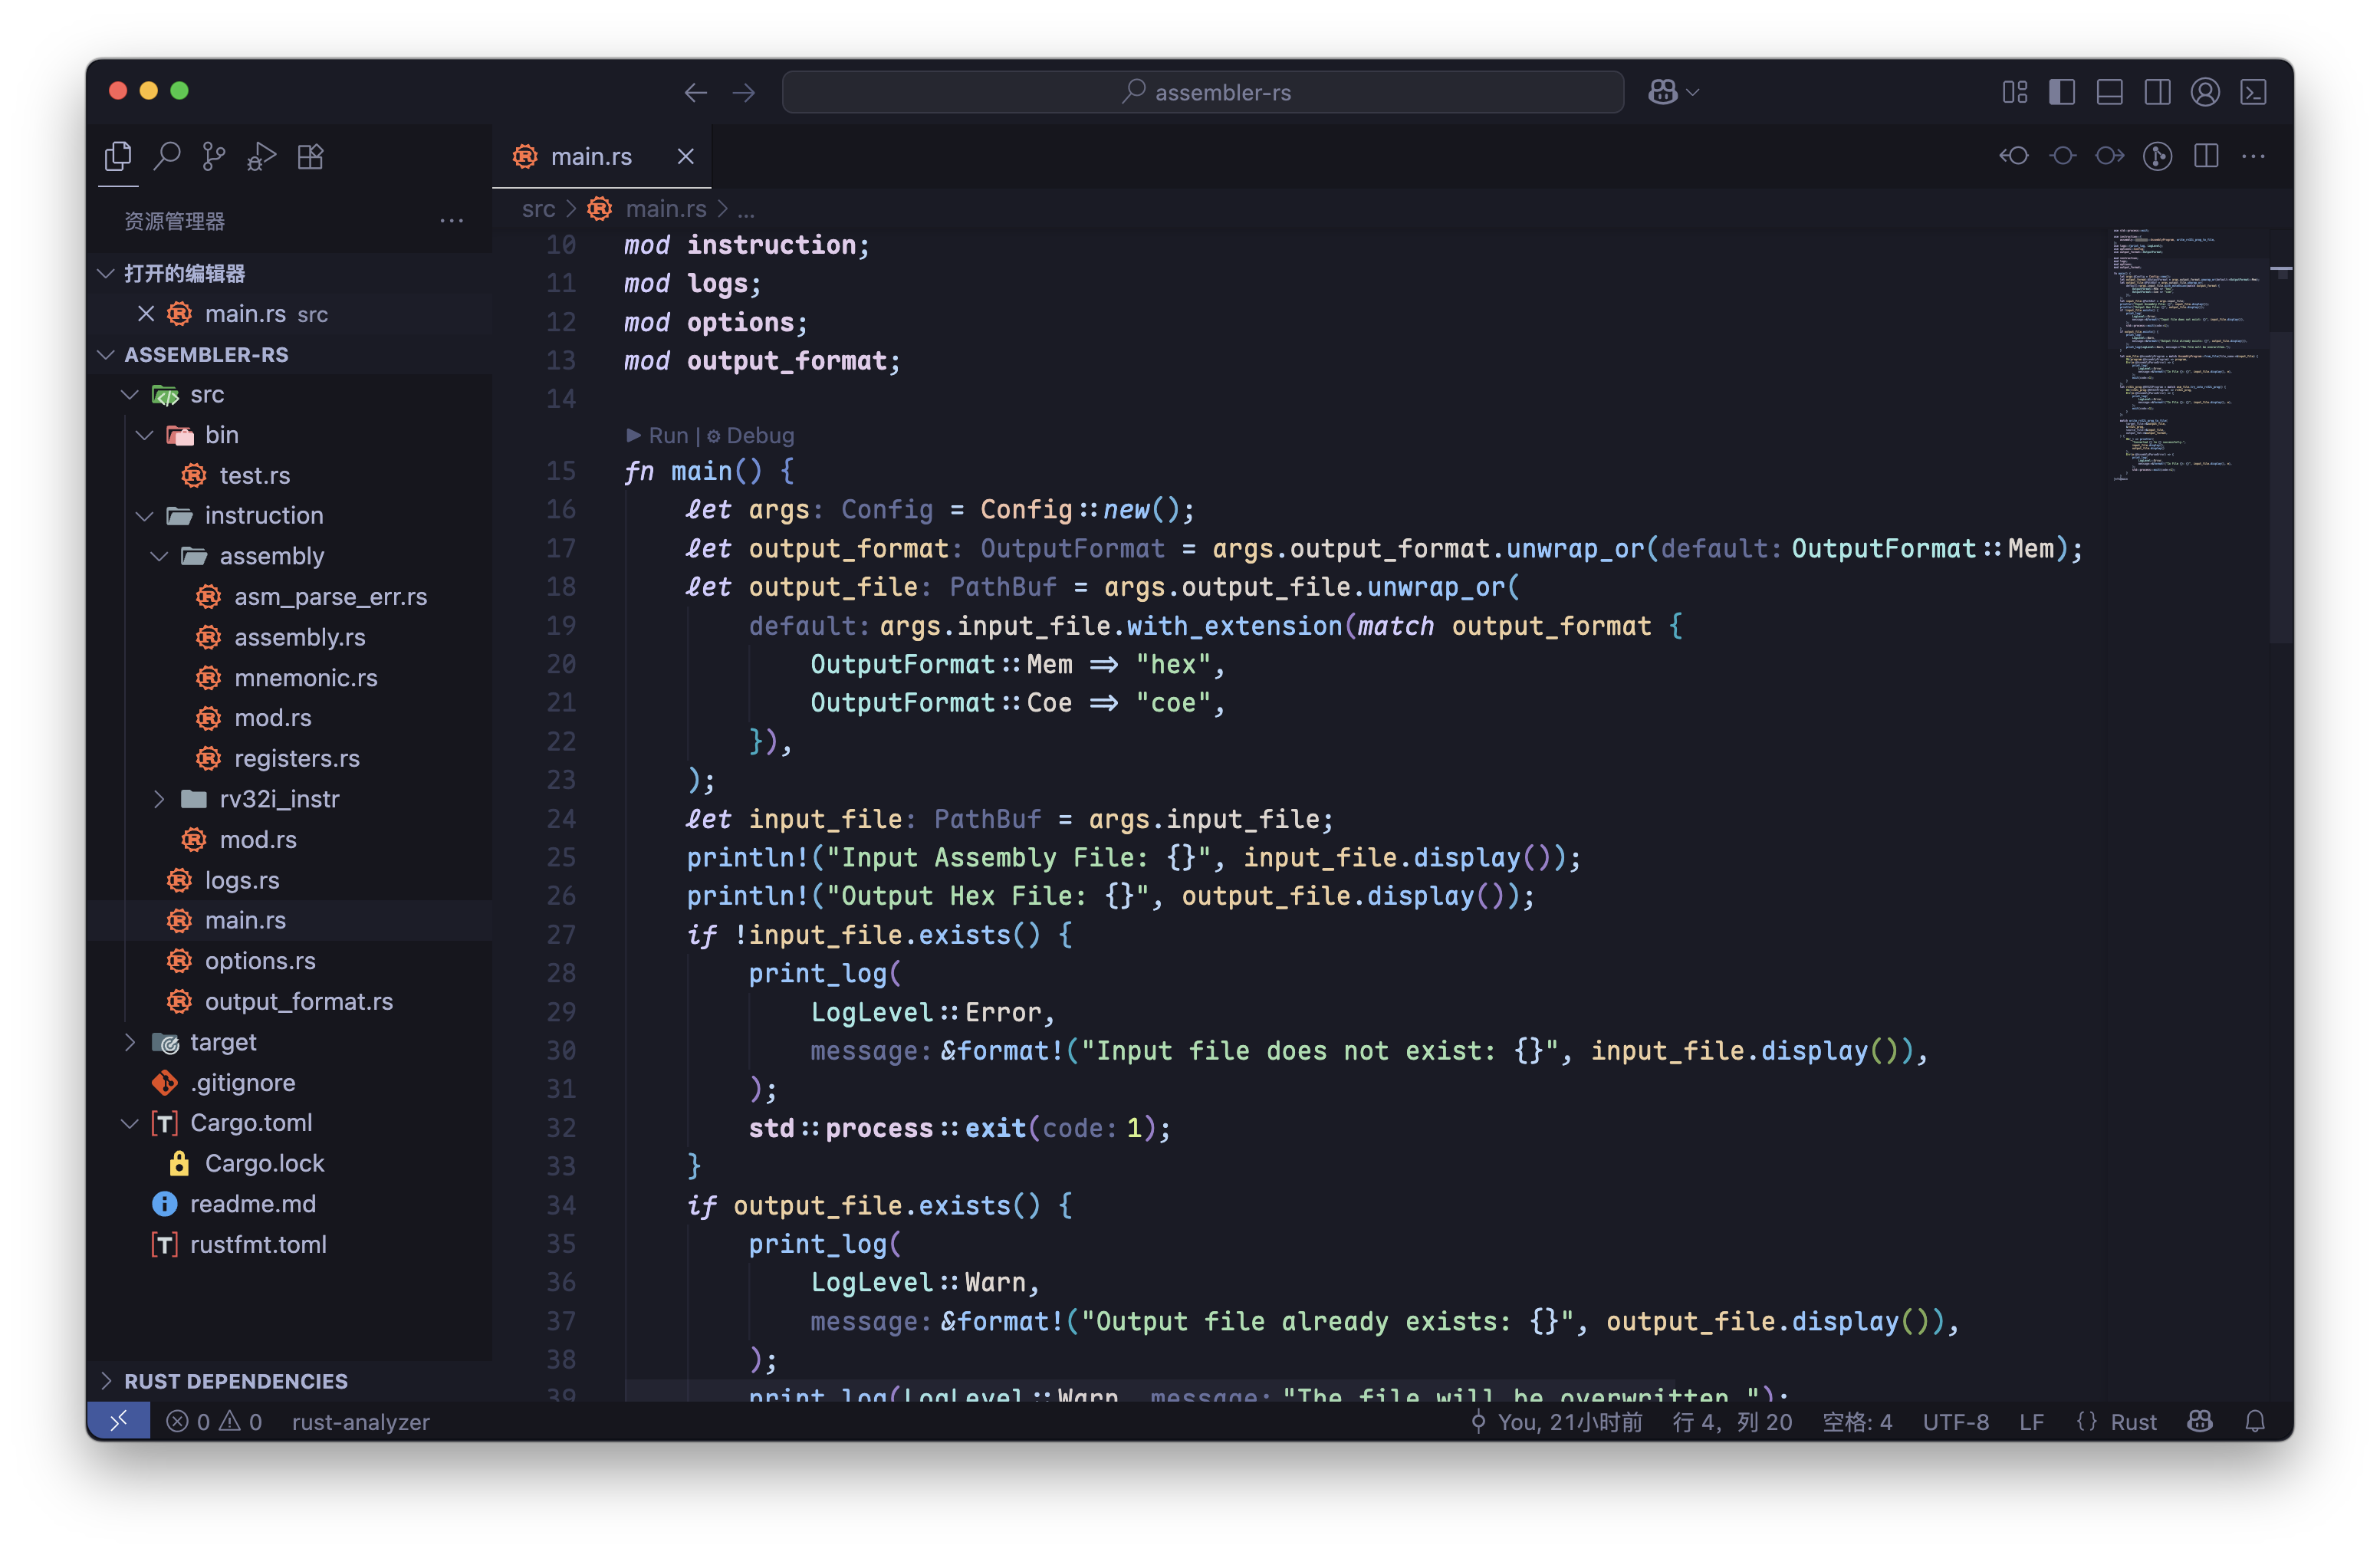 assembler-rs
main.rs
资源管理器
打开的编辑器
main.rs src
ASSEMBLER-RS
src
bin
test.rs
instruction
assembly
asm_parse_err.rs
assembly.rs
mnemonic.rs
mod.rs
registers.rs
rv32i_instr
mod.rs
logs.rs
main.rs
options.rs
output_format.rs
target
.gitignore
Cargo.toml
Cargo.lock
readme.md
rustfmt.toml
RUST DEPENDENCIES
src > main.rs > ...
10 mod instruction;
11 mod logs;
12 mod options;
13 mod output_format;
14
Run | Debug
15 fn main() {
16 let args: Config = Config::new();
17 let output_format: OutputFormat = args.output_format.unwrap_or(default: OutputFormat::Mem);
18 let output_file: PathBuf = args.output_file.unwrap_or(
19 default: args.input_file.with_extension(match output_format {
20 OutputFormat::Mem => "hex",
21 OutputFormat::Coe => "coe",
22 }),
23 );
24 let input_file: PathBuf = args.input_file;
25 println!("Input Assembly File: {}", input_file.display());
26 println!("Output Hex File: {}", output_file.display());
27 if !input_file.exists() {
28 print_log(
29 LogLevel::Error,
30 message: &format!("Input file does not exist: {}", input_file.display()),
31 );
32 std::process::exit(code: 1);
33 }
34 if output_file.exists() {
35 print_log(
36 LogLevel::Warn,
37 message: &format!("Output file already exists: {}", output_file.display()),
38 );
39 print_log(LogLevel::Warn, message: "The file will be overwritten.");
0 0 rust-analyzer
You, 21小时前 行 4，列 20 空格: 4 UTF-8 LF {} Rust